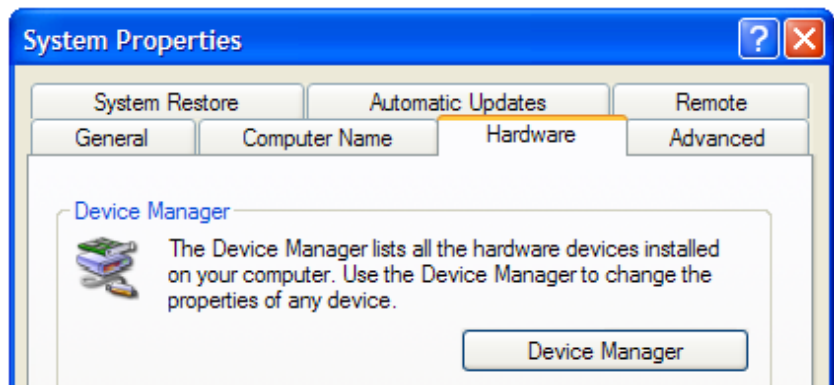 System Properties
?
System Restore Automatic Updates Remote
General Computer Name Hardware Advanced
Device Manager
The Device Manager lists all the hardware devices installed
on your computer. Use the Device Manager to change the
properties of any device.
Device Manager